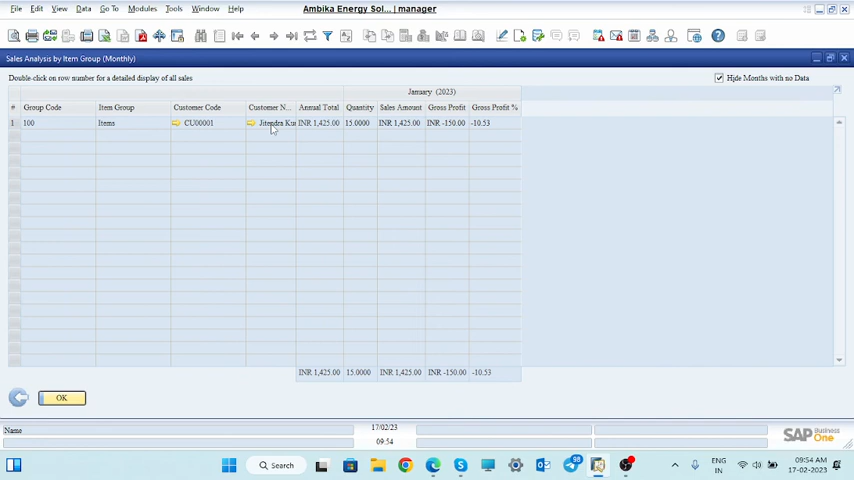 File Edit View Data Go To Modules Tools Window Help Ambika Energy Sol... | manager
Sales Analysis by Item Group (Monthly)
Double-click on row number for a detailed display of all sales Hide Months with no Data
January (2023)
# Group Code Item Group Customer Code Customer N... Annual Total Quantity Sales Amount Gross Profit Gross Profit %
1 100 Items CU00001 Jitendra Ku INR 1,425.00 15.0000 INR 1,425.00 INR -150.00 -10.53
INR 1,425.00 15.0000 INR 1,425.00 INR -150.00 -10.53
OK
Name 17/02/23
09:54
SAP Business One
Search 98 ENG IN 09:54 AM 17-02-2023